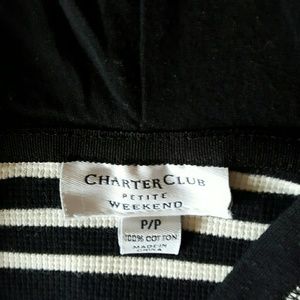 CHARTER CLUB
PETITE
WEEKEND
P/P
100% COTTON
MADE IN
CHINA